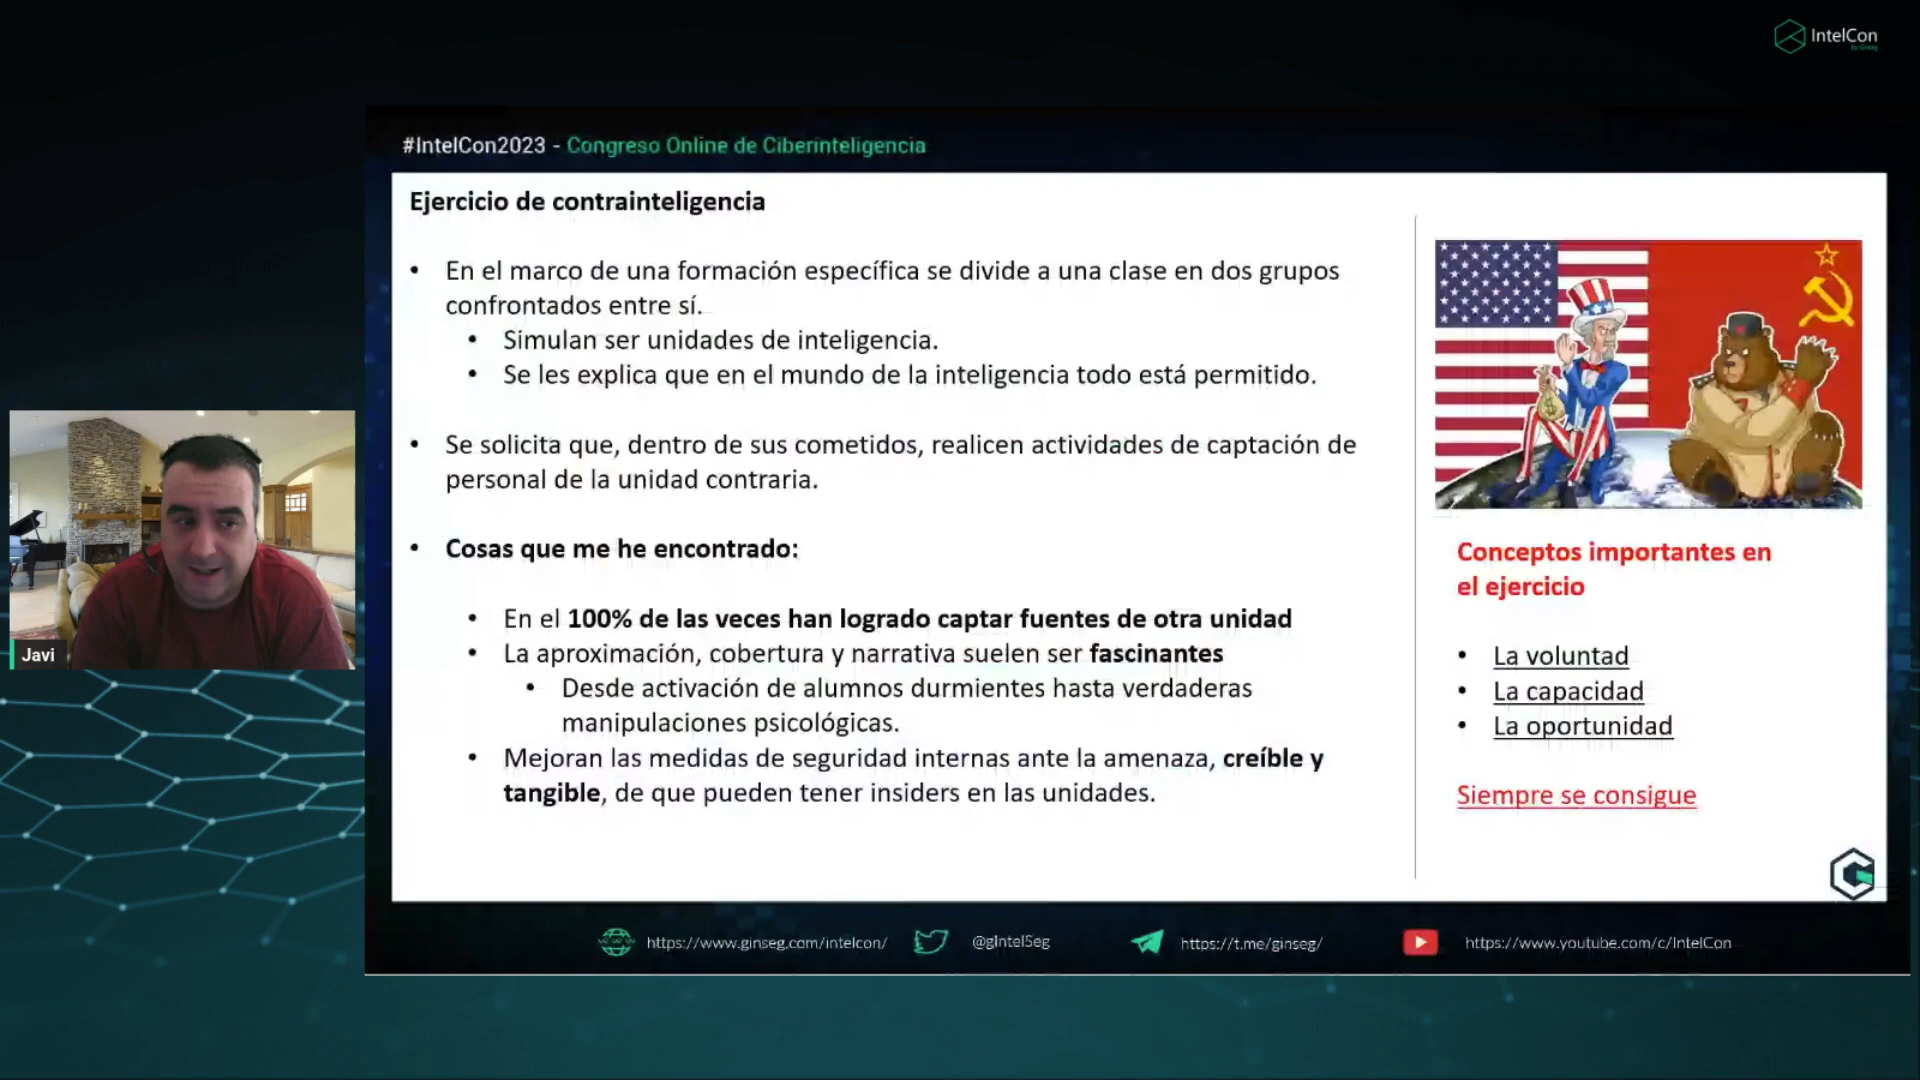 IntelCon
by Ginseg
#IntelCon2023 - Congreso Online de Ciberinteligencia
Ejercicio de contrainteligencia
• En el marco de una formación específica se divide a una clase en dos grupos
confrontados entre sí.
• Simulan ser unidades de inteligencia.
• Se les explica que en el mundo de la inteligencia todo está permitido.
• Se solicita que, dentro de sus cometidos, realicen actividades de captación de
personal de la unidad contraria.
• Cosas que me he encontrado:
• En el 100% de las veces han logrado captar fuentes de otra unidad
• La aproximación, cobertura y narrativa suelen ser fascinantes
• Desde activación de alumnos durmientes hasta verdaderas
manipulaciones psicológicas.
• Mejoran las medidas de seguridad internas ante la amenaza, creíble y
tangible, de que pueden tener insiders en las unidades.
Conceptos importantes en
el ejercicio
• La voluntad
• La capacidad
• La oportunidad
Siempre se consigue
Javi
https://www.ginseg.com/intelcon/
@gIntelSeg
https://t.me/ginseg/
https://www.youtube.com/c/IntelCon